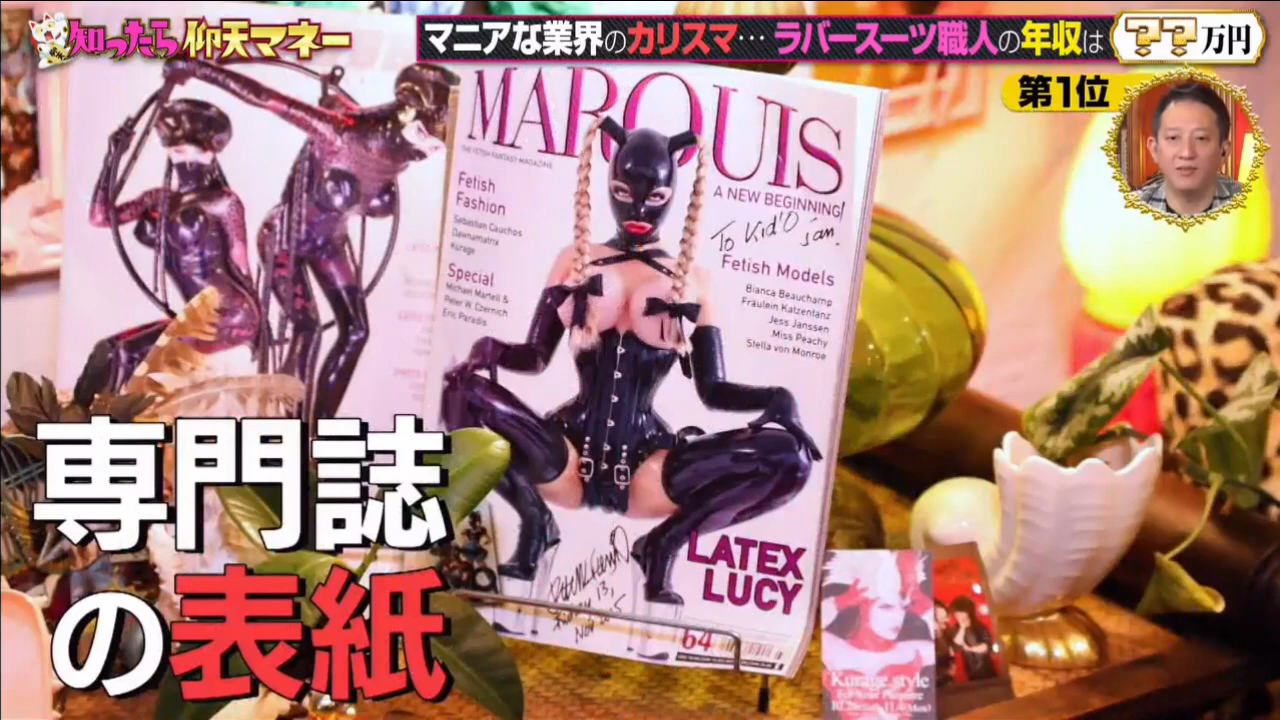 知ったら仰天マネー
マニアな業界のカリスマ… ラバースーツ職人の年収は ??万円
第1位
MARQUIS
THE FETISH FANTASY MAGAZINE
A NEW BEGINNING!
To Kid'O jan.
Fetish
Fashion
Sebastian Cauchos
Dawnamatrix
Kurage
Special
Michael Martell &
Peter W. Czernich
Eric Paradis
Fetish Models
Bianca Beauchamp
Fräulein Katzentanz
Jess Janssen
Miss Peachy
Stella von Monroe
LATEX
LUCY
64
専門誌
の表紙
Kurage style